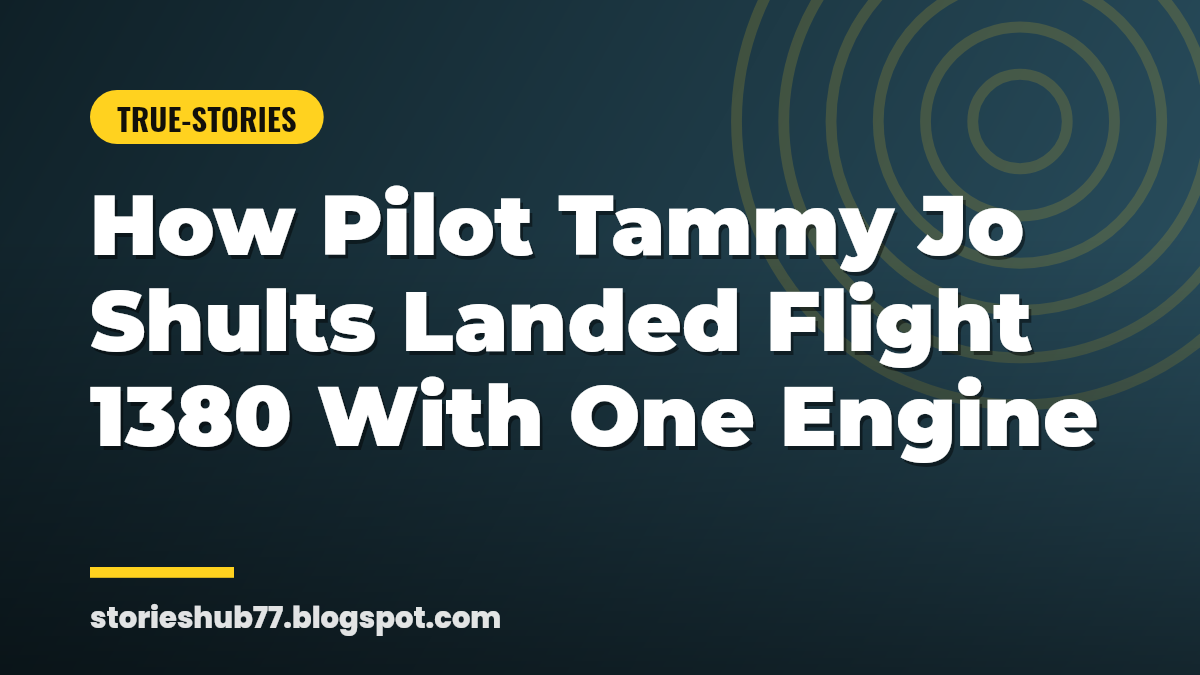 TRUE-STORIES
How Pilot Tammy Jo
Shults Landed Flight
1380 With One Engine
storieshub77.blogspot.com